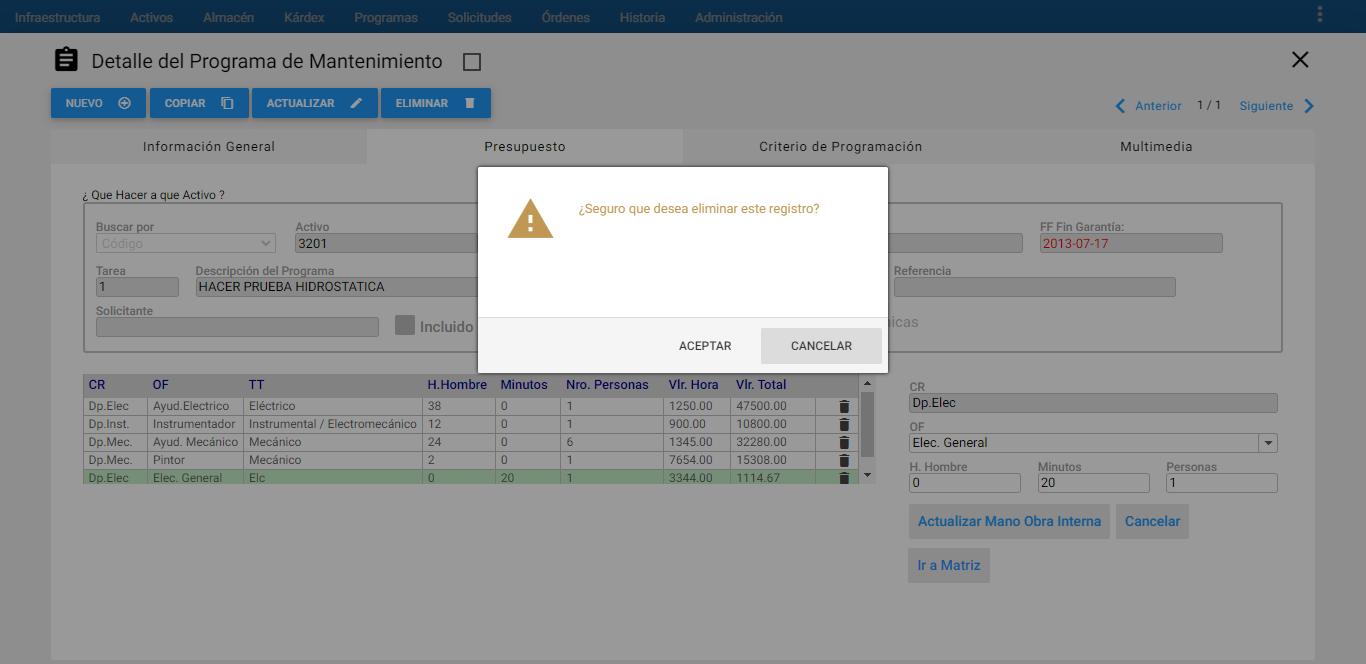 Infraestructura Activos Almacén Kárdex Programas Solicitudes Órdenes Historia Administración
Detalle del Programa de Mantenimiento
NUEVO COPIAR ACTUALIZAR ELIMINAR
Anterior 1 / 1 Siguiente
Información General Presupuesto Criterio de Programación Multimedia
¿ Que Hacer a que Activo ?
¿Seguro que desea eliminar este registro?
ACEPTAR CANCELAR
Buscar por Activo FF Fin Garantía:
Código 3201 2013-07-17
Tarea Descripción del Programa Referencia
1 HACER PRUEBA HIDROSTATICA
Solicitante
Incluido
CR OF TT H.Hombre Minutos Nro. Personas Vlr. Hora Vlr. Total
Dp.Elec Ayud.Electrico Eléctrico 38 0 1 1250.00 47500.00
Dp.Inst. Instrumentador Instrumental / Electromecánico 12 0 1 900.00 10800.00
Dp.Mec. Ayud. Mecánico Mecánico 24 0 6 1345.00 32280.00
Dp.Mec. Pintor Mecánico 2 0 1 7654.00 15308.00
Dp.Elec Elec. General Elc 0 20 1 3344.00 1114.67
CR
Dp.Elec
OF
Elec. General
H. Hombre Minutos Personas
0 20 1
Actualizar Mano Obra Interna Cancelar
Ir a Matriz